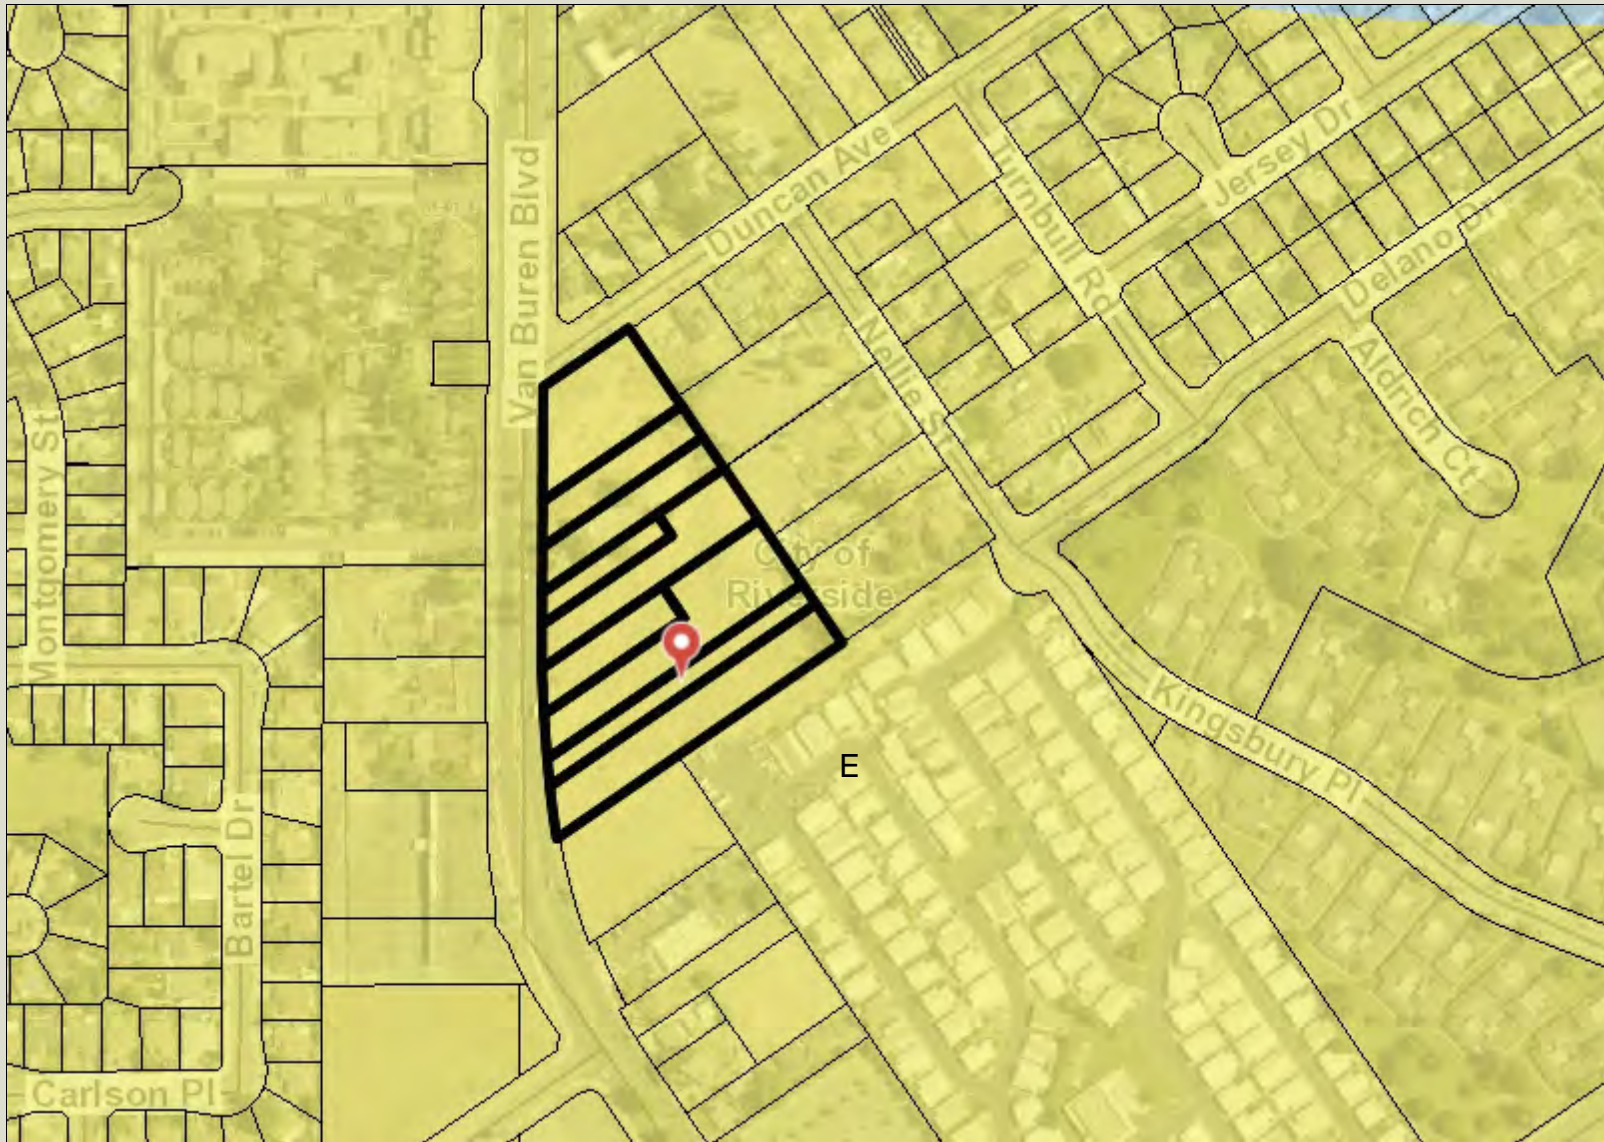 Van Buren Blvd
Duncan Ave
Turnbull Rd
Jersey Dr
Delano Dr
Nellie St
Aldrich Ct
Montgomery St
City of
Riverside
Kingsbury Pl
E
Bartel Dr
Carlson Pl